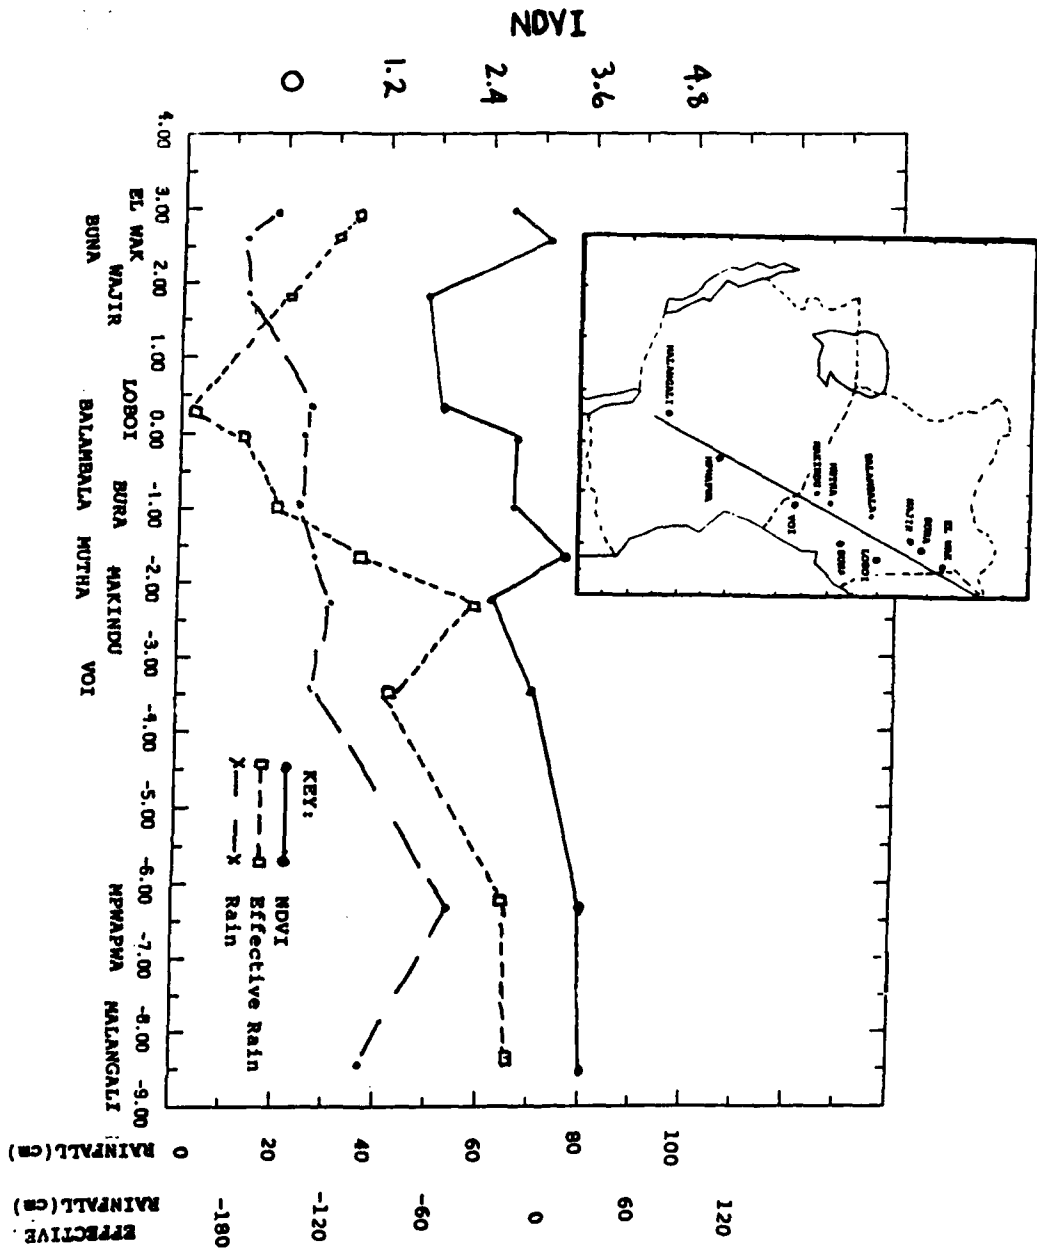 NDVI
0 1.2 2.4 3.6 4.8
4.00 3.00 2.00 1.00 0.00 -1.00 -2.00 -3.00 -4.00 -5.00 -6.00 -7.00 -8.00 -9.00
EL WAK WAJIR LOBOI BURA MAKINDU MPWAPWA MALANGALI
BUNA BALAMBALA MUTHA VOI
KEY:
NDVI
Effective Rain
Rain
RAINFALL(cm)
0 20 40 60 80 100
EFFECTIVE
RAINFALL(cm)
-180 -120 -60 0 60 120
EL WAK
BUNA
WAJIR
LOBOI
BALAMBALA
BURA
MUTHA
MAKINDU
VOI
MPWAPWA
MALANGALI